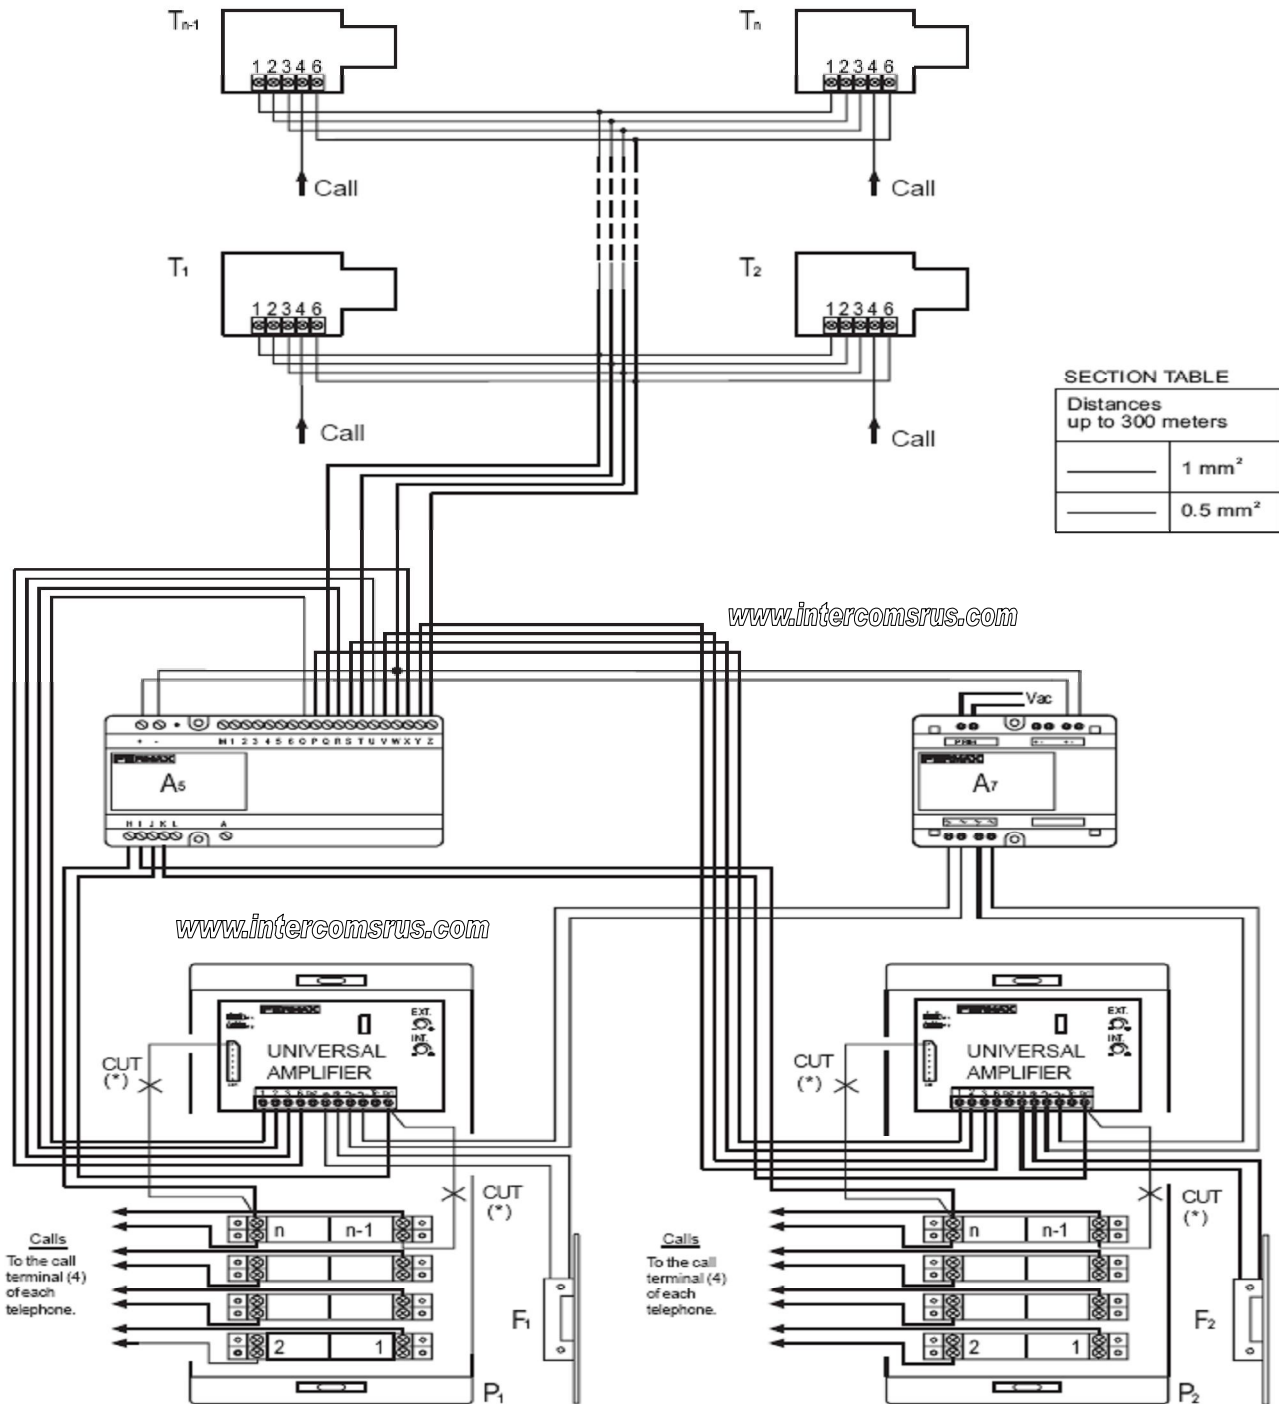 Tn-1
Tn
1 2 3 4 6
1 2 3 4 6
Call
Call
T1
T2
1 2 3 4 6
1 2 3 4 6
Call
Call
SECTION TABLE
Distances
up to 300 meters
1 mm²
0.5 mm²
www.intercomsrus.com
Vac
+ -
M 1 2 3 4 5 6 O P Q R S T U V W X Y Z
FERMAX
A5
FERMAX
A7
H I J K L
A
www.intercomsrus.com
FERMAX
EXT.
INT.
UNIVERSAL
AMPLIFIER
CUT
(*)
FERMAX
EXT.
INT.
UNIVERSAL
AMPLIFIER
CUT
(*)
CUT
(*)
CUT
(*)
Calls
To the call
terminal (4)
of each
telephone.
n
n-1
2
1
F1
P1
Calls
To the call
terminal (4)
of each
telephone.
n
n-1
2
1
F2
P2